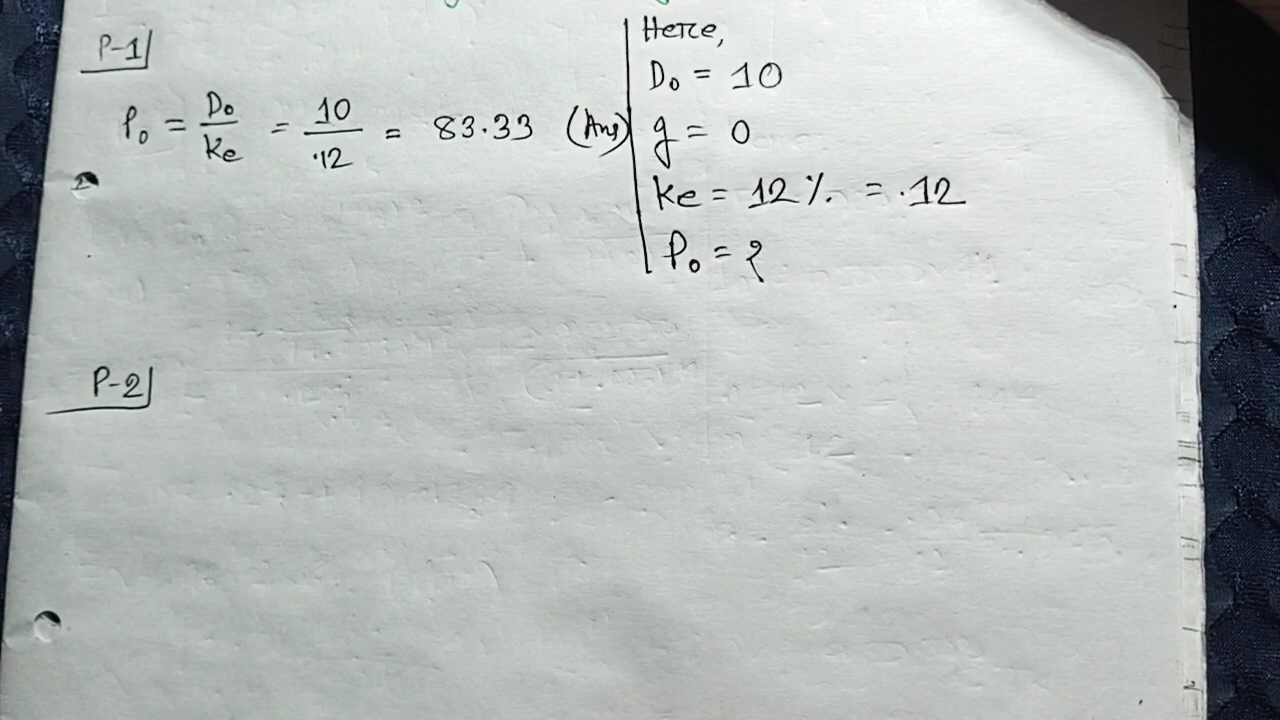 P-1
P₀ = D₀/Ke = 10/.12 = 83.33 (Ans)
Here,
D₀ = 10
g = 0
Ke = 12% = .12
P₀ = ?
P-2